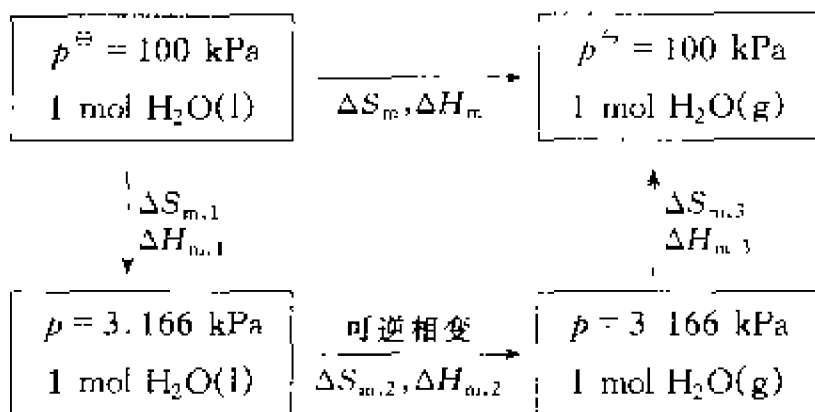 p⊖ = 100 kPa
1 mol H₂O(l)
ΔSₘ, ΔHₘ
p⊖ = 100 kPa
1 mol H₂O(g)
ΔSₘ,₁
ΔHₘ,₁
ΔSₘ,₃
ΔHₘ,₃
p = 3.166 kPa
1 mol H₂O(l)
可逆相变
ΔSₘ,₂, ΔHₘ,₂
p = 3 166 kPa
1 mol H₂O(g)